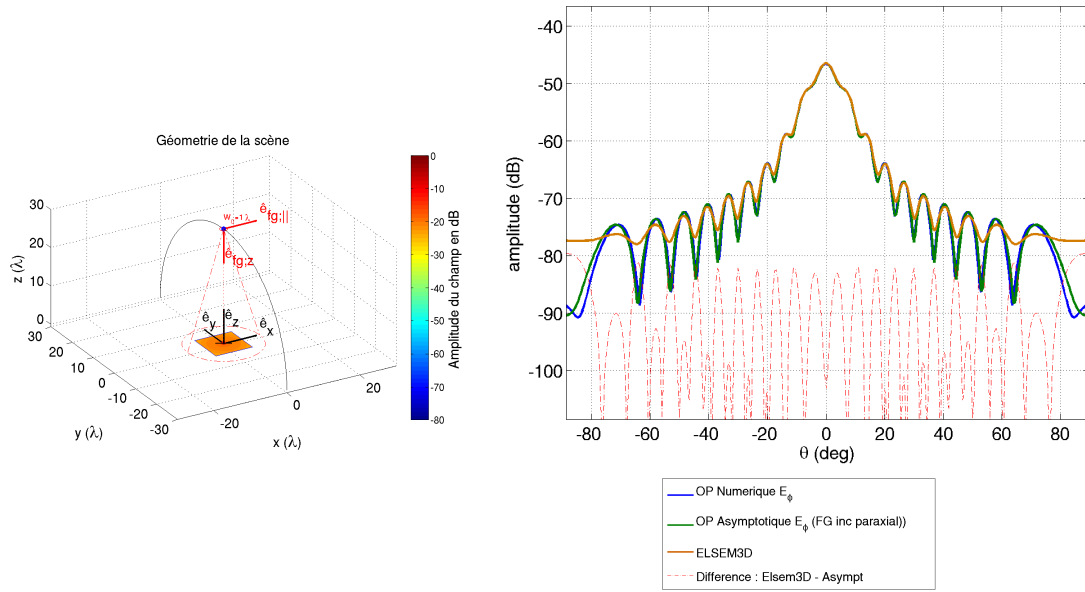 Géometrie de la scène
z (λ)
30
20
10
0
30
20
10
0
-10
-20
-30
y (λ)
-20
0
20
x (λ)
w₀=1 λ
ê_fg;||
ê_fg;z
ê_y
ê_z
ê_x
0
-10
-20
-30
-40
-50
-60
-70
-80
Amplitude du champ en dB
amplitude (dB)
-40
-50
-60
-70
-80
-90
-100
-80 -60 -40 -20 0 20 40 60 80
θ (deg)
OP Numerique E_ϕ
OP Asymptotique E_ϕ (FG inc paraxial))
ELSEM3D
Difference : Elsem3D - Asympt